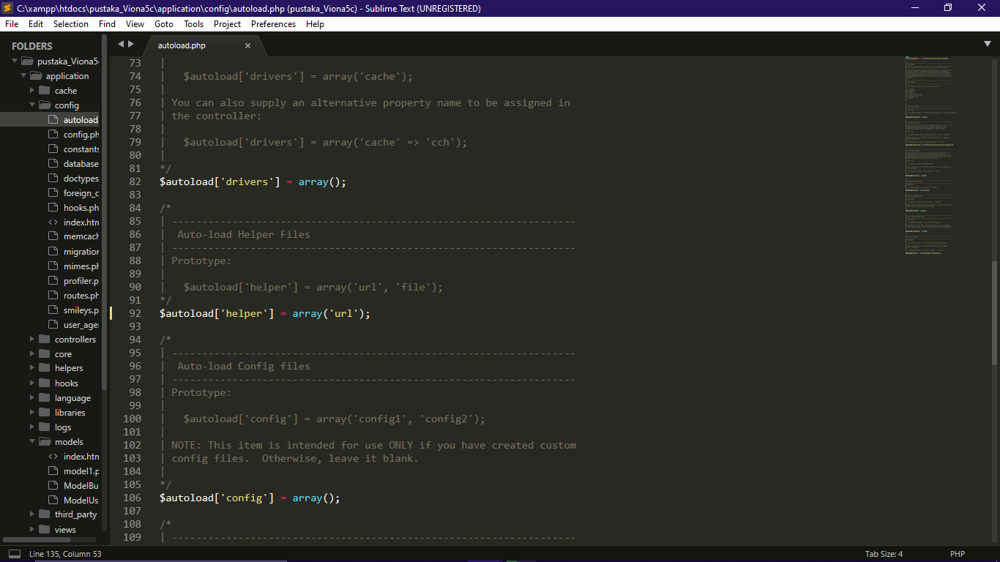 C:\xampp\htdocs\pustaka_Viona5c\application\config\autoload.php (pustaka_Viona5c) - Sublime Text (UNREGISTERED)
File Edit Selection Find View Goto Tools Project Preferences Help
FOLDERS
pustaka_Viona5c
application
cache
config
autoload.
config.ph
constants
database
doctypes
foreign_c
hooks.ph
index.htm
memcach
migration
mimes.ph
profiler.p
routes.ph
smileys.p
user_age
controllers
core
helpers
hooks
language
libraries
logs
models
index.htm
model1.p
ModelBu
ModelUs
third_party
views
autoload.php
73 |
74 |   $autoload['drivers'] = array('cache');
75 |
76 | You can also supply an alternative property name to be assigned in
77 | the controller:
78 |
79 |   $autoload['drivers'] = array('cache' => 'cch');
80 |
81 */
82 $autoload['drivers'] = array();
83
84 /*
85 | -------------------------------------------------------------------
86 |  Auto-load Helper Files
87 | -------------------------------------------------------------------
88 | Prototype:
89 |
90 |   $autoload['helper'] = array('url', 'file');
91 */
92 $autoload['helper'] = array('url');
93
94 /*
95 | -------------------------------------------------------------------
96 |  Auto-load Config files
97 | -------------------------------------------------------------------
98 | Prototype:
99 |
100 |   $autoload['config'] = array('config1', 'config2');
101 |
102 | NOTE: This item is intended for use ONLY if you have created custom
103 | config files.  Otherwise, leave it blank.
104 |
105 */
106 $autoload['config'] = array();
107
108 /*
109 | -------------------------------------------------------------------
Line 135, Column 53
Tab Size: 4
PHP